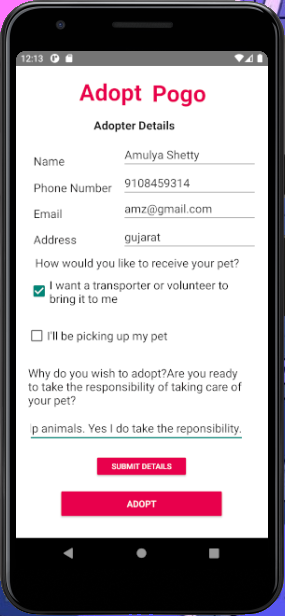 12:13
Adopt Pogo
Adopter Details
Name Amulya Shetty
Phone Number 9108459314
Email amz@gmail.com
Address gujarat
How would you like to receive your pet?
I want a transporter or volunteer to
bring it to me
I'll be picking up my pet
Why do you wish to adopt?Are you ready
to take the responsibility of taking care of
your pet?
p animals. Yes I do take the reponsibility.
SUBMIT DETAILS
ADOPT